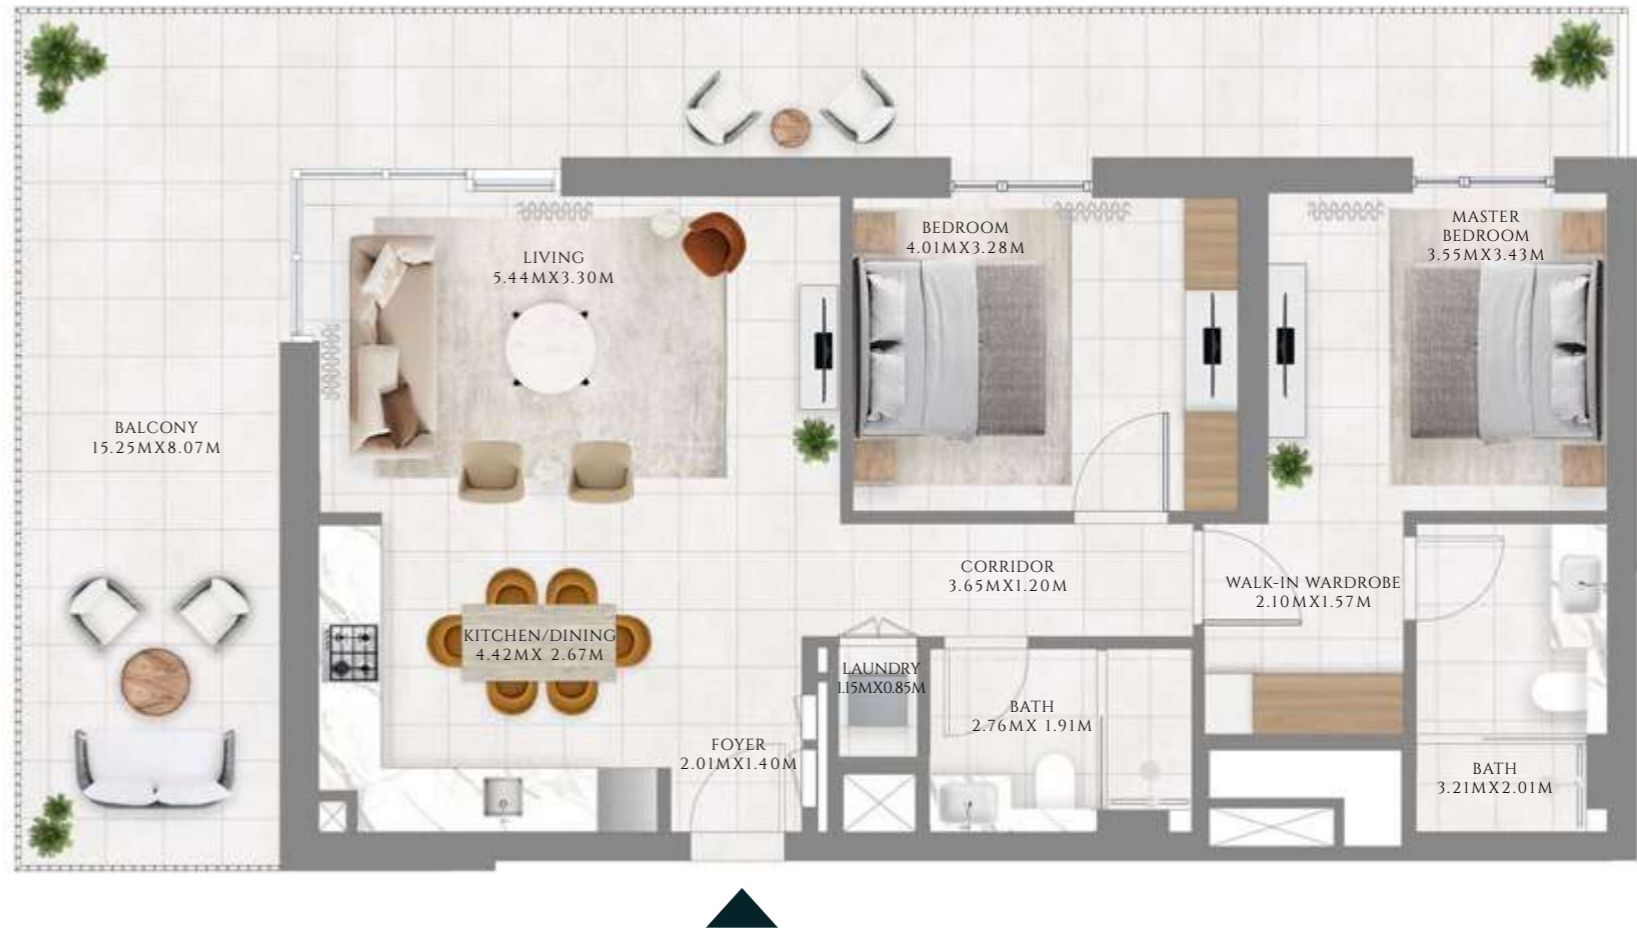 BEDROOM
4.01MX3.28M
MASTER
BEDROOM
3.55MX3.43M
LIVING
5.44MX3.30M
BALCONY
15.25MX8.07M
CORRIDOR
3.65MX1.20M
WALK-IN WARDROBE
2.10MX1.57M
KITCHEN/DINING
4.42MX 2.67M
LAUNDRY
1.15MX0.85M
BATH
2.76MX 1.91M
FOYER
2.01MX1.40M
BATH
3.21MX2.01M